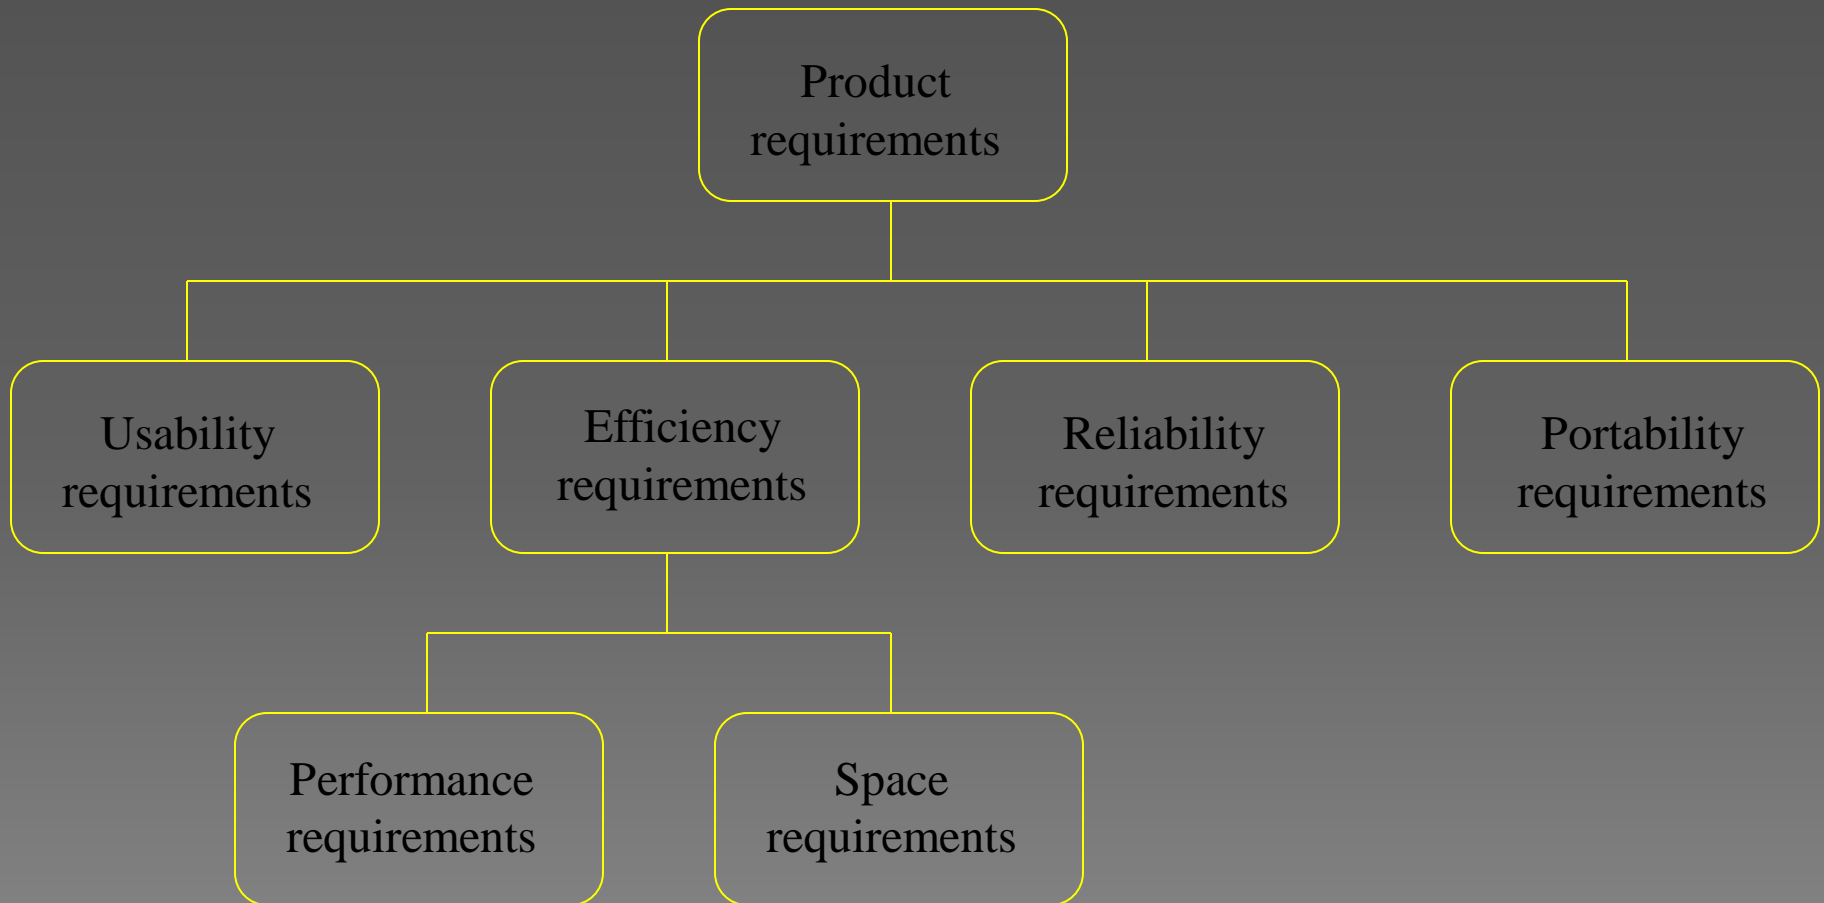 Product
requirements
Usability
requirements
Efficiency
requirements
Reliability
requirements
Portability
requirements
Performance
requirements
Space
requirements